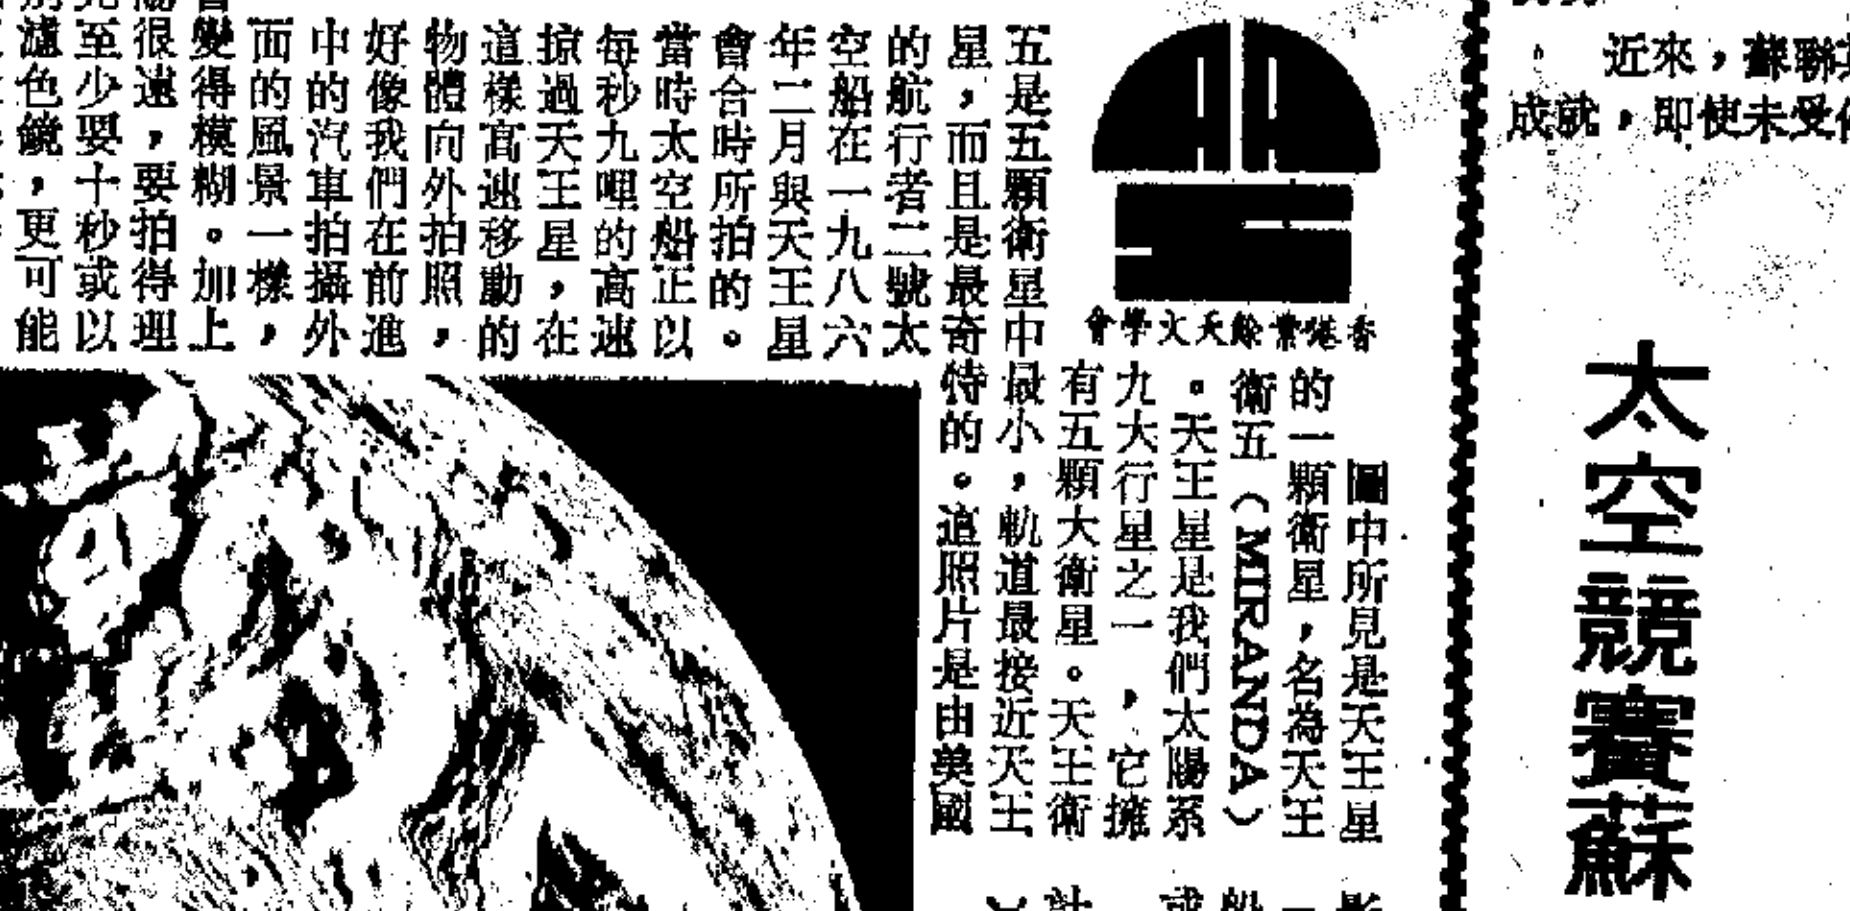 近來，蘇聯
成就，即使未受
太空競賽蘇
香港業餘天文學會
圖中所見是天王星
的一顆衛星，名為天王
衛五（MIRANDA）
。天王星是我們太陽系
九大行星之一，它擁
有五顆大衛星。天王衛
五是五顆衛星中最小，軌道最接近天王
星，而且是最奇特的。這照片是由美國
的航行者二號太
空船在一九八六
年二月與天王星
會合時所拍的。
當時太空船正以
每秒九哩的高速
掠過天王星，在
這樣高速移動的
物體向外拍照，
好像我們在前進
中的汽車拍攝外
面的風景一樣，
會變得模糊。加上
很遠，要拍得理
至少要十秒或以
濾色鏡，更可能